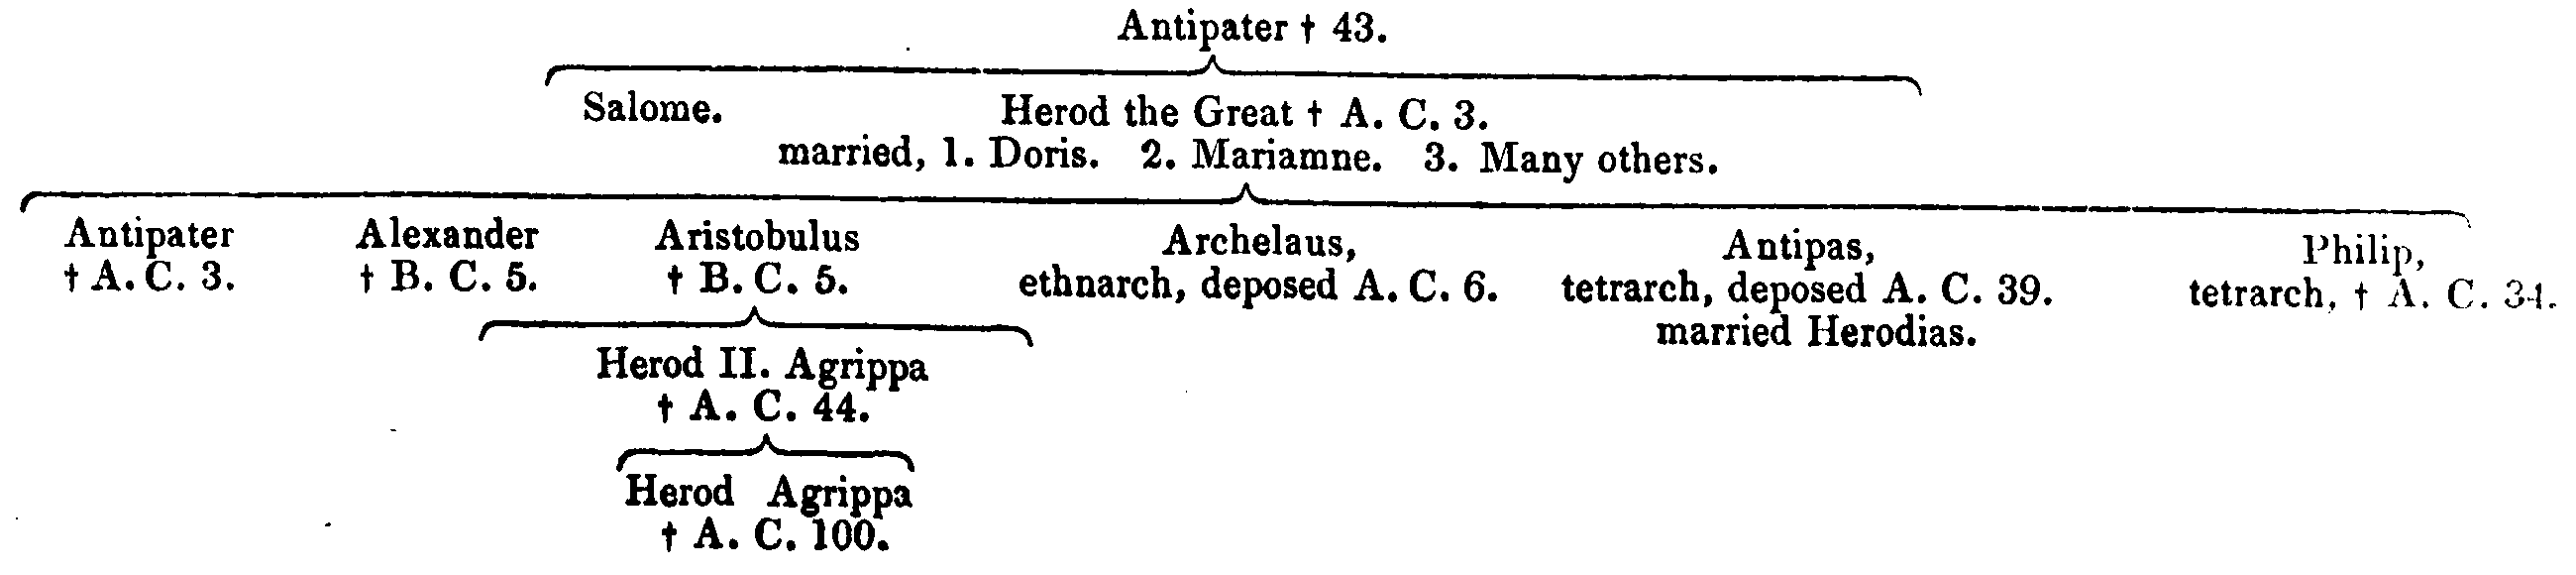 Antipater † 43.
Salome. Herod the Great † A. C. 3.
married, 1. Doris. 2. Mariamne. 3. Many others.
Antipater Alexander Aristobulus Archelaus, Antipas, Philip,
† A. C. 3. † B. C. 5. † B. C. 5. ethnarch, deposed A. C. 6. tetrarch, deposed A. C. 39. tetrarch, † A. C. 34.
married Herodias.
Herod II. Agrippa
† A. C. 44.
Herod Agrippa
† A. C. 100.